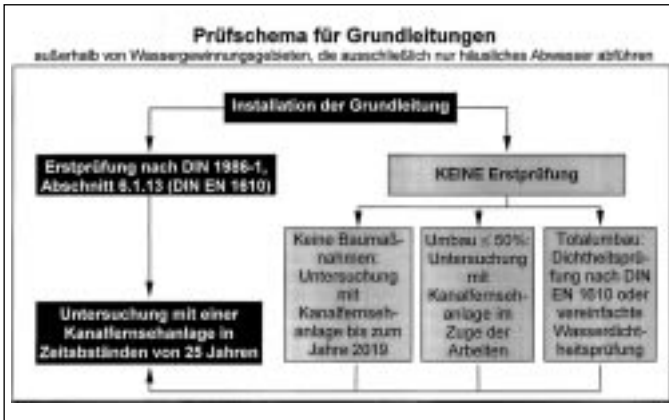 Prüfschema für Grundleitungen
außerhalb von Wassergewinnungsgebieten, die ausschließlich nur häusliches Abwasser abführen
Installation der Grundleitung
Erstprüfung nach DIN 1986-1,
Abschnitt 6.1.13 (DIN EN 1610)
KEINE Erstprüfung
Keine Baumaß-
nahmen:
Untersuchung
mit
Kanalfernseh-
anlage bis zum
Jahre 2019
Umbau ≤ 50%:
Untersuchung
mit
Kanalfernseh-
anlage im
Zuge der
Arbeiten
Totalumbau:
Dichtheitsprü-
fung nach DIN
EN 1610 oder
vereinfachte
Wasserdicht-
heitsprüfung
Untersuchung mit einer
Kanalfernsehanlage in
Zeitabständen von 25 Jahren